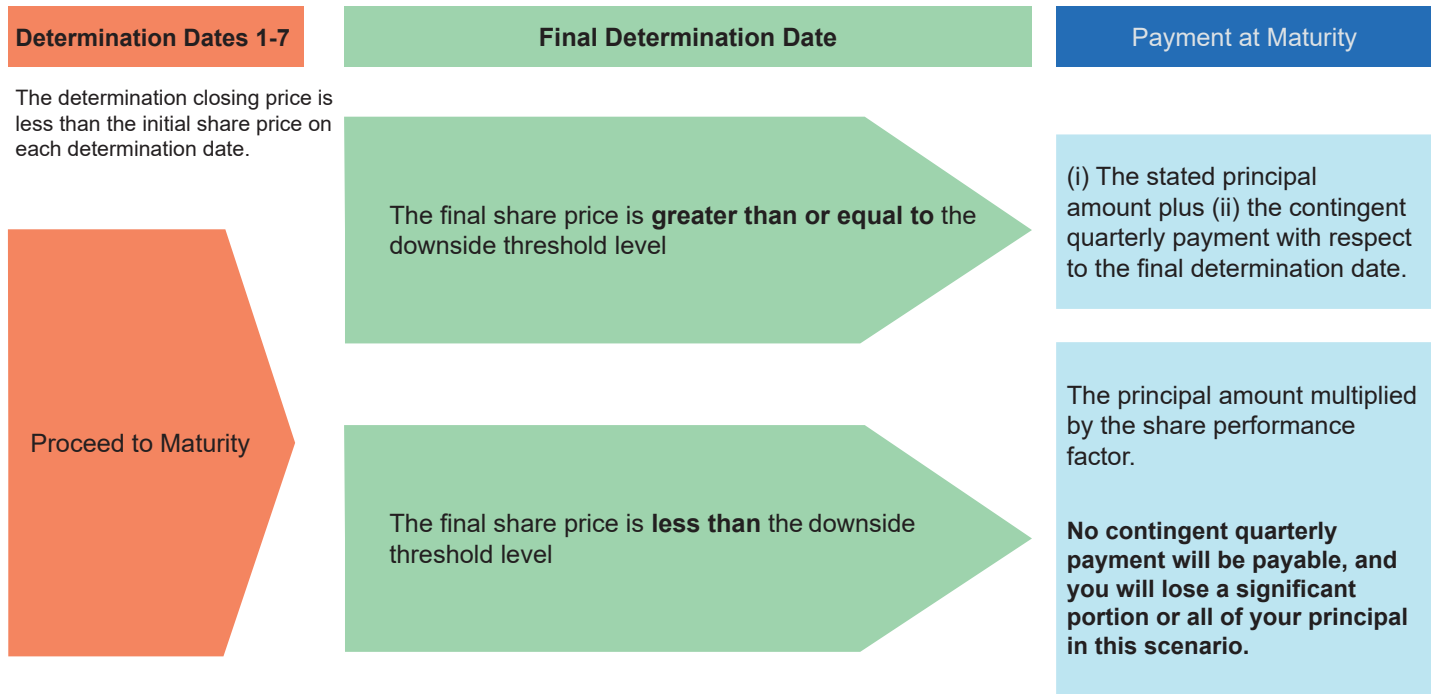 Determination Dates 1-7
Final Determination Date
Payment at Maturity
The determination closing price is
less than the initial share price on
each determination date.
Proceed to Maturity
The final share price is greater than or equal to the
downside threshold level
(i) The stated principal
amount plus (ii) the contingent
quarterly payment with respect
to the final determination date.
The final share price is less than the downside
threshold level
The principal amount multiplied
by the share performance
factor.
No contingent quarterly
payment will be payable, and
you will lose a significant
portion or all of your principal
in this scenario.